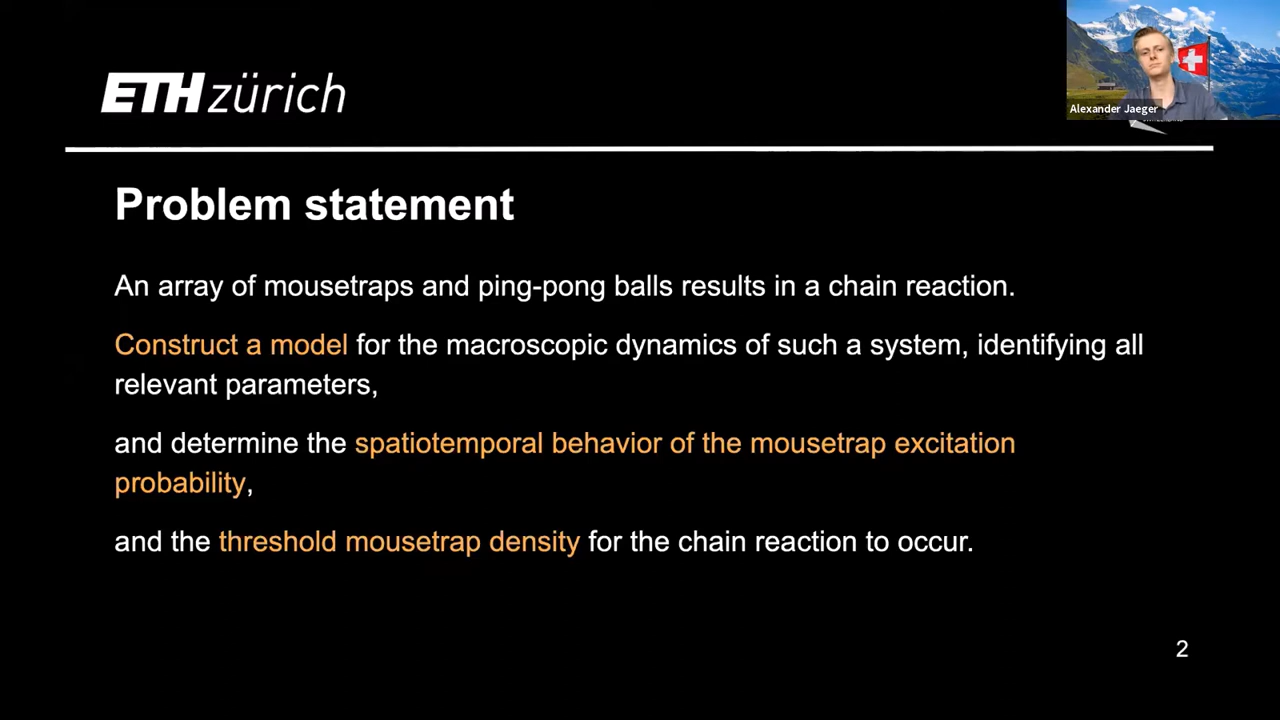 ETH zürich
Alexander Jaeger
Problem statement
An array of mousetraps and ping-pong balls results in a chain reaction.
Construct a model for the macroscopic dynamics of such a system, identifying all
relevant parameters,
and determine the spatiotemporal behavior of the mousetrap excitation
probability,
and the threshold mousetrap density for the chain reaction to occur.
2